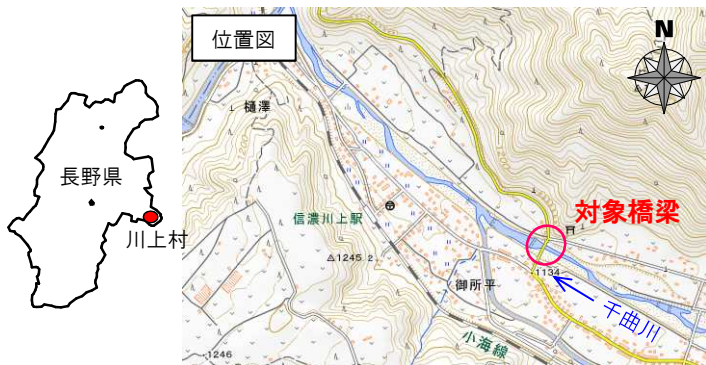 位置図
N
樋澤
長野県
川上村
信濃川上駅
対象橋梁
△1245.2
御所平
・1134
千曲川
小海線
・1246